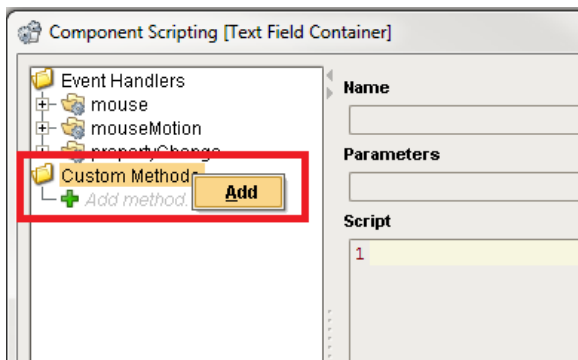 Component Scripting [Text Field Container]
Event Handlers
mouse
mouseMotion
propertyChange
Custom Methods
Add method.
Add
Name
Parameters
Script
1